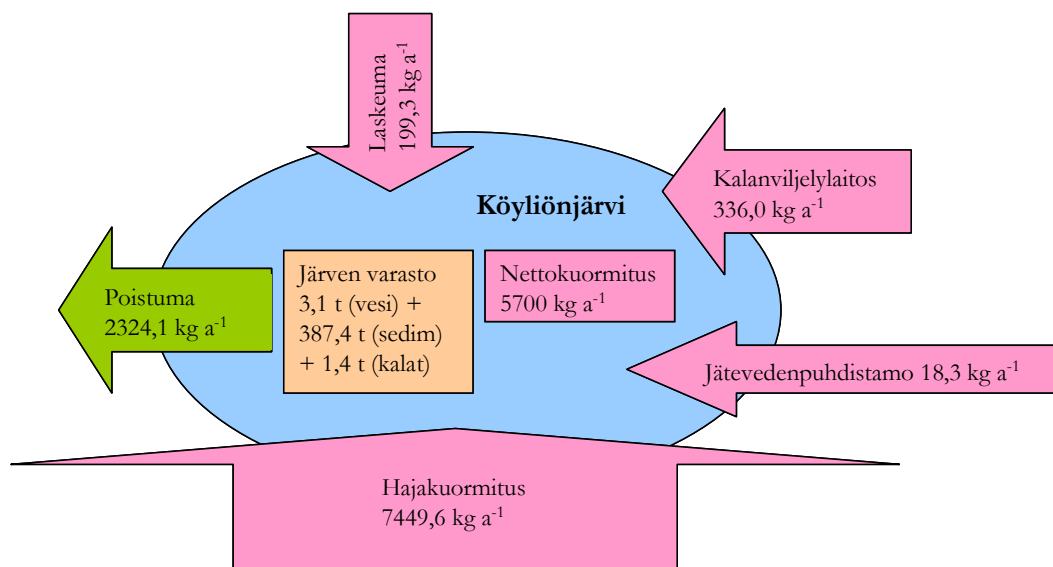 Laskeuma
199,3 kg a⁻¹
Kalanviljelylaitos
336,0 kg a⁻¹
Köyliönjärvi
Poistuma
2324,1 kg a⁻¹
Järven varasto
3,1 t (vesi) +
387,4 t (sedim)
+ 1,4 t (kalat)
Nettokuormitus
5700 kg a⁻¹
Jätevedenpuhdistamo 18,3 kg a⁻¹
Hajakuormitus
7449,6 kg a⁻¹